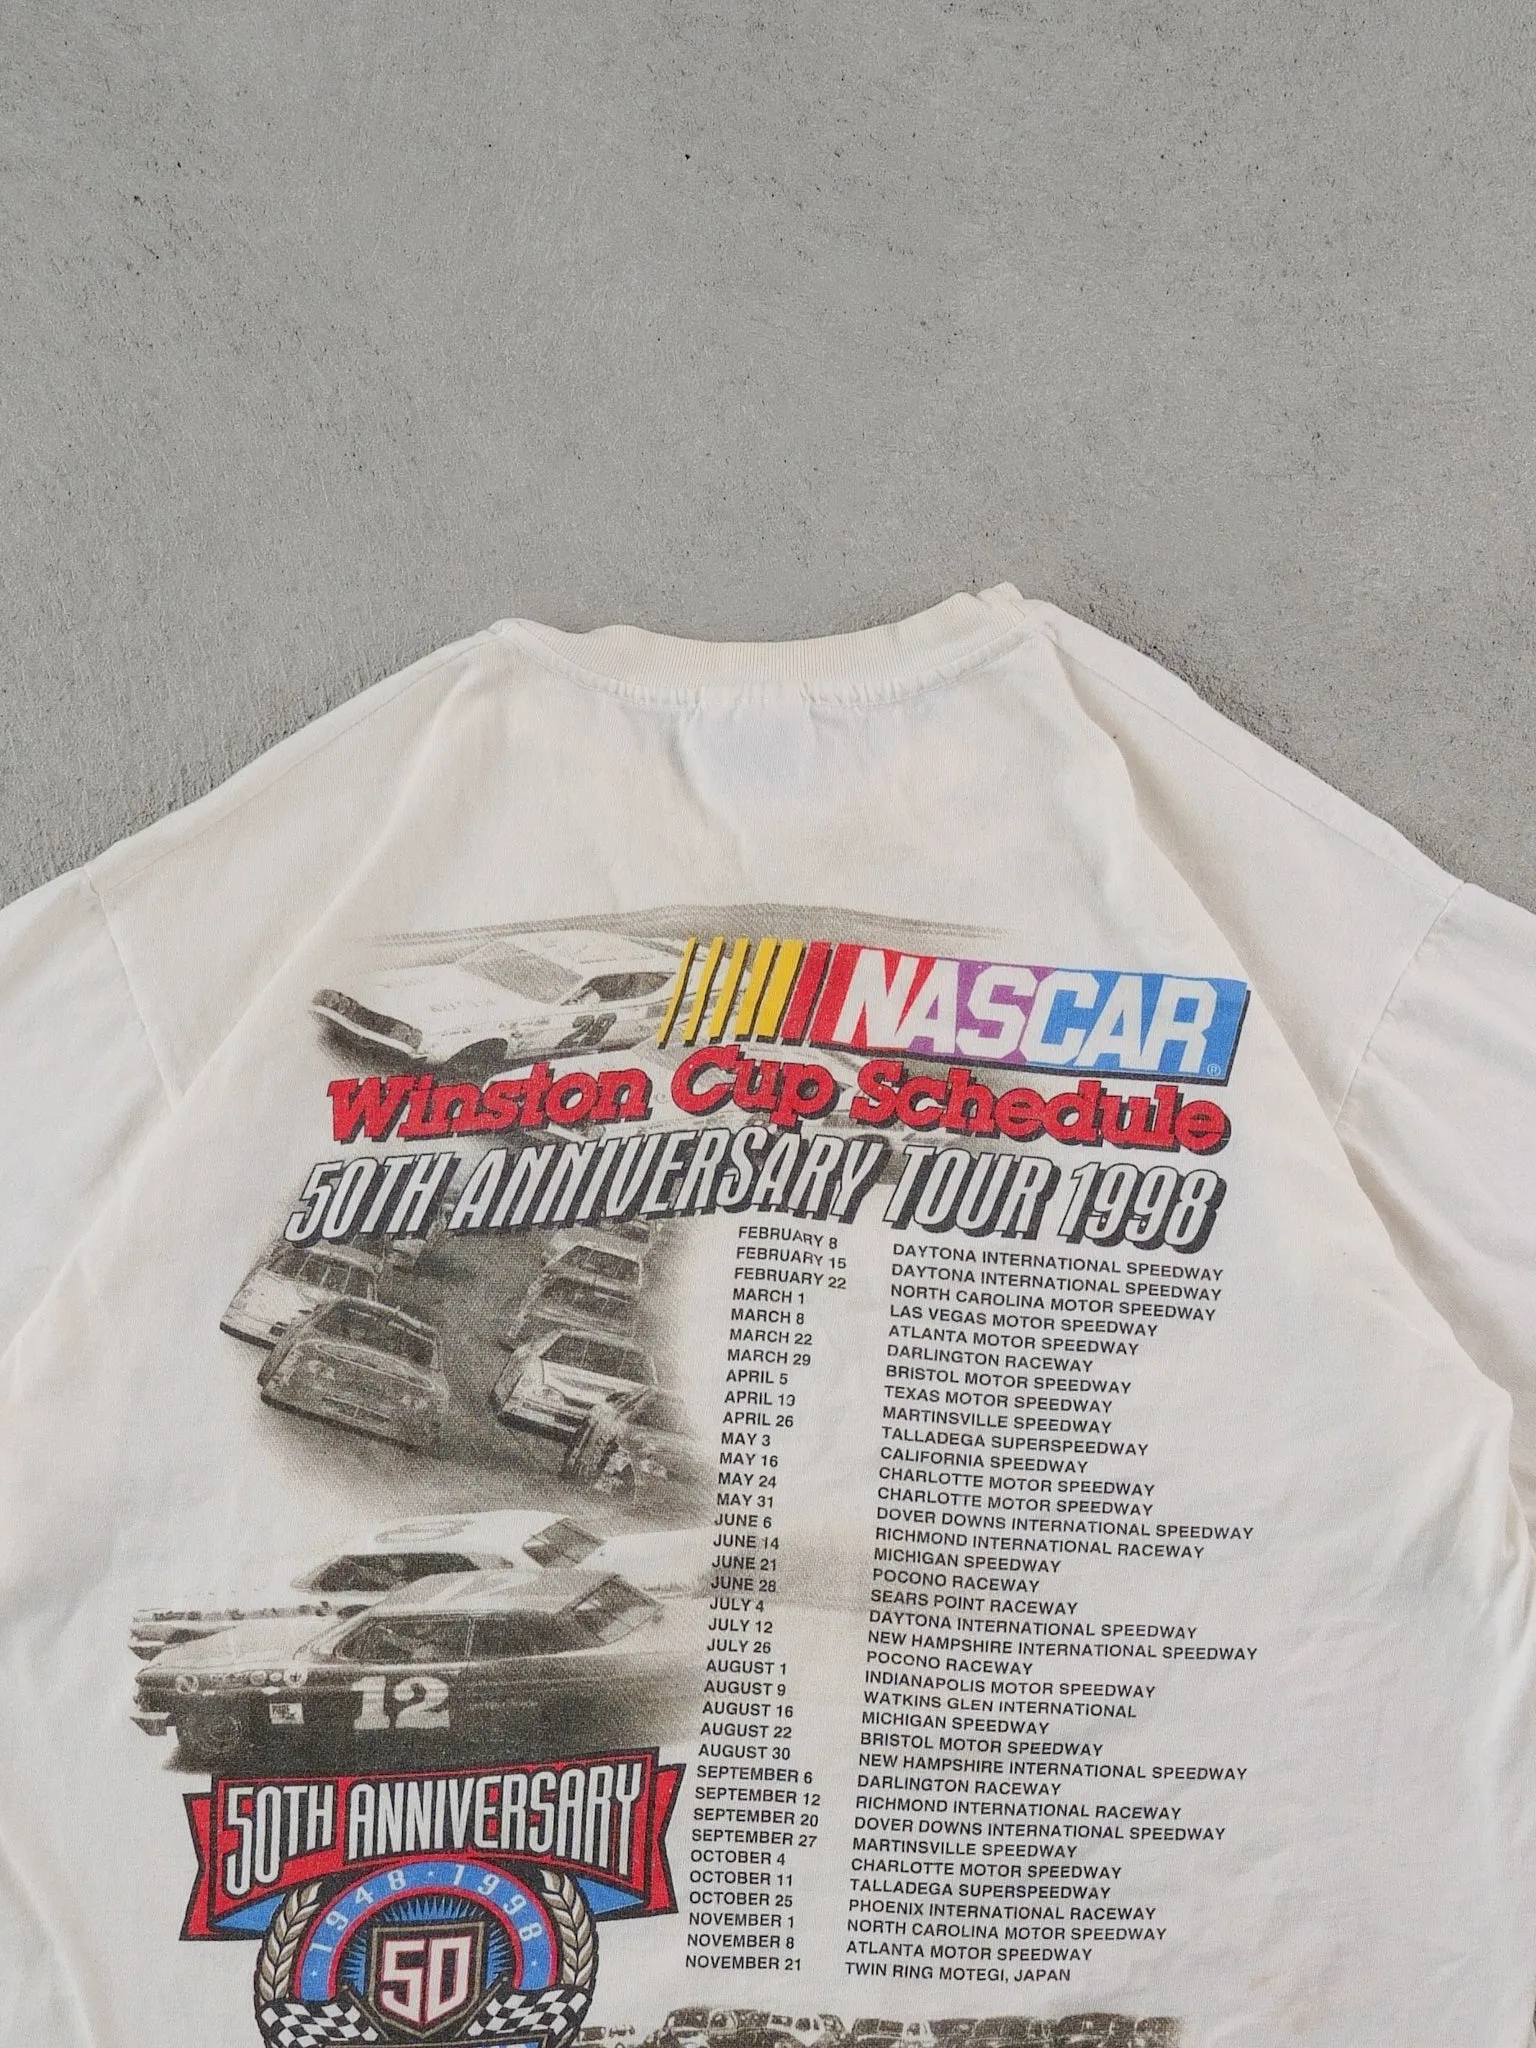 NASCAR®
Winston Cup Schedule
50TH ANNIVERSARY TOUR 1998
FEBRUARY 8 DAYTONA INTERNATIONAL SPEEDWAY
FEBRUARY 15 DAYTONA INTERNATIONAL SPEEDWAY
FEBRUARY 22 NORTH CAROLINA MOTOR SPEEDWAY
MARCH 1 LAS VEGAS MOTOR SPEEDWAY
MARCH 8 ATLANTA MOTOR SPEEDWAY
MARCH 22 DARLINGTON RACEWAY
MARCH 29 BRISTOL MOTOR SPEEDWAY
APRIL 5 TEXAS MOTOR SPEEDWAY
APRIL 19 MARTINSVILLE SPEEDWAY
APRIL 26 TALLADEGA SUPERSPEEDWAY
MAY 3 CALIFORNIA SPEEDWAY
MAY 16 CHARLOTTE MOTOR SPEEDWAY
MAY 24 CHARLOTTE MOTOR SPEEDWAY
MAY 31 DOVER DOWNS INTERNATIONAL SPEEDWAY
JUNE 6 RICHMOND INTERNATIONAL RACEWAY
JUNE 14 MICHIGAN SPEEDWAY
JUNE 21 POCONO RACEWAY
JUNE 28 SEARS POINT RACEWAY
JULY 4 DAYTONA INTERNATIONAL SPEEDWAY
JULY 12 NEW HAMPSHIRE INTERNATIONAL SPEEDWAY
JULY 26 POCONO RACEWAY
AUGUST 1 INDIANAPOLIS MOTOR SPEEDWAY
AUGUST 9 WATKINS GLEN INTERNATIONAL
AUGUST 16 MICHIGAN SPEEDWAY
AUGUST 22 BRISTOL MOTOR SPEEDWAY
AUGUST 30 NEW HAMPSHIRE INTERNATIONAL SPEEDWAY
SEPTEMBER 6 DARLINGTON RACEWAY
SEPTEMBER 12 RICHMOND INTERNATIONAL RACEWAY
SEPTEMBER 20 DOVER DOWNS INTERNATIONAL SPEEDWAY
SEPTEMBER 27 MARTINSVILLE SPEEDWAY
OCTOBER 4 CHARLOTTE MOTOR SPEEDWAY
OCTOBER 11 TALLADEGA SUPERSPEEDWAY
OCTOBER 25 PHOENIX INTERNATIONAL RACEWAY
NOVEMBER 1 NORTH CAROLINA MOTOR SPEEDWAY
NOVEMBER 8 ATLANTA MOTOR SPEEDWAY
NOVEMBER 21 TWIN RING MOTEGI, JAPAN
12
50TH ANNIVERSARY
1948 · 1998
50